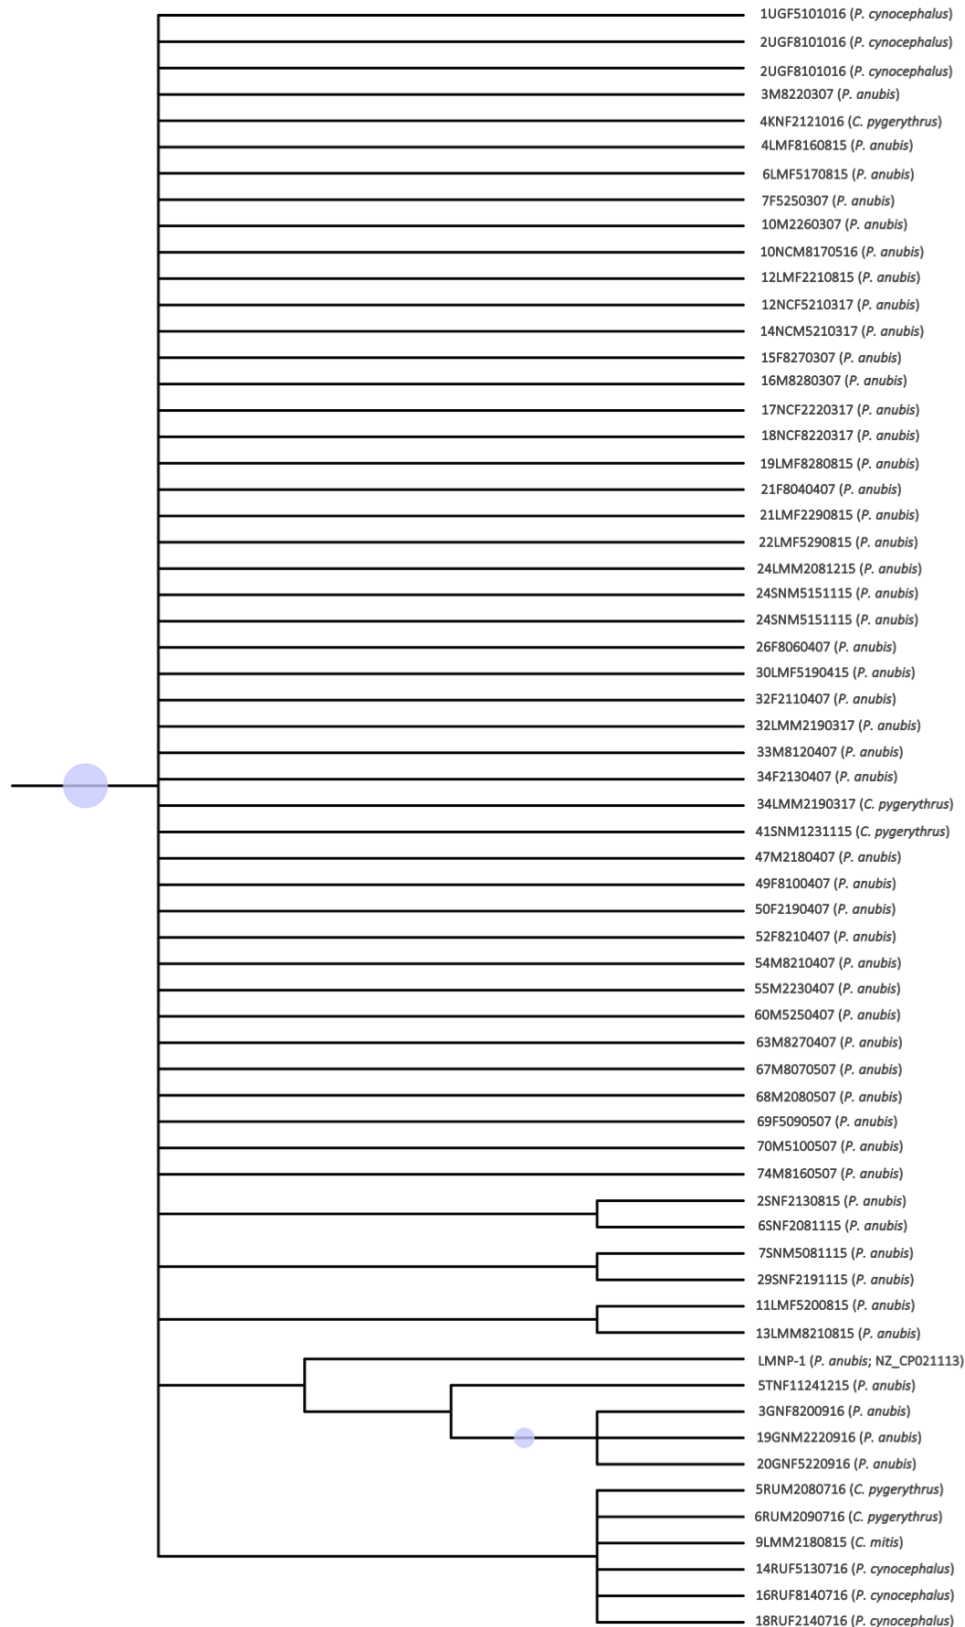 1UGF5101016 (P. cynocephalus)
2UGF8101016 (P. cynocephalus)
2UGF8101016 (P. cynocephalus)
3M8220307 (P. anubis)
4KNF2121016 (C. pygerythrus)
4LMF8160815 (P. anubis)
6LMF5170815 (P. anubis)
7F5250307 (P. anubis)
10M2260307 (P. anubis)
10NCM8170516 (P. anubis)
12LMF2210815 (P. anubis)
12NCF5210317 (P. anubis)
14NCM5210317 (P. anubis)
15F8270307 (P. anubis)
16M8280307 (P. anubis)
17NCF2220317 (P. anubis)
18NCF8220317 (P. anubis)
19LMF8280815 (P. anubis)
21F8040407 (P. anubis)
21LMF2290815 (P. anubis)
22LMF5290815 (P. anubis)
24LMM2081215 (P. anubis)
24SNM5151115 (P. anubis)
24SNM5151115 (P. anubis)
26F8060407 (P. anubis)
30LMF5190415 (P. anubis)
32F2110407 (P. anubis)
32LMM2190317 (P. anubis)
33M8120407 (P. anubis)
34F2130407 (P. anubis)
34LMM2190317 (C. pygerythrus)
41SNM1231115 (C. pygerythrus)
47M2180407 (P. anubis)
49F8100407 (P. anubis)
50F2190407 (P. anubis)
52F8210407 (P. anubis)
54M8210407 (P. anubis)
55M2230407 (P. anubis)
60M5250407 (P. anubis)
63M8270407 (P. anubis)
67M8070507 (P. anubis)
68M2080507 (P. anubis)
69F5090507 (P. anubis)
70M5100507 (P. anubis)
74M8160507 (P. anubis)
2SNF2130815 (P. anubis)
6SNF2081115 (P. anubis)
7SNM5081115 (P. anubis)
29SNF2191115 (P. anubis)
11LMF5200815 (P. anubis)
13LMM8210815 (P. anubis)
LMNP-1 (P. anubis; NZ_CP021113)
5TNF11241215 (P. anubis)
3GNF8200916 (P. anubis)
19GNM2220916 (P. anubis)
20GNF5220916 (P. anubis)
5RUM2080716 (C. pygerythrus)
6RUM2090716 (C. pygerythrus)
9LMM2180815 (C. mitis)
14RUF5130716 (P. cynocephalus)
16RUF8140716 (P. cynocephalus)
18RUF2140716 (P. cynocephalus)